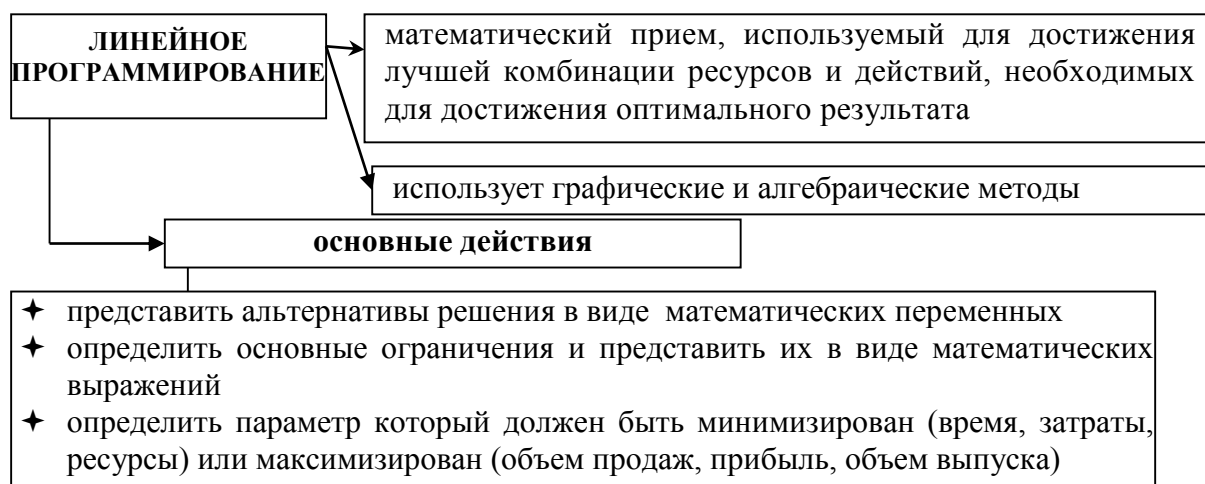 ЛИНЕЙНОЕ
ПРОГРАММИРОВАНИЕ
математический прием, используемый для достижения
лучшей комбинации ресурсов и действий, необходимых
для достижения оптимального результата
использует графические и алгебраические методы
основные действия
✦ представить альтернативы решения в виде математических переменных
✦ определить основные ограничения и представить их в виде математических
выражений
✦ определить параметр который должен быть минимизирован (время, затраты,
ресурсы) или максимизирован (объем продаж, прибыль, объем выпуска)